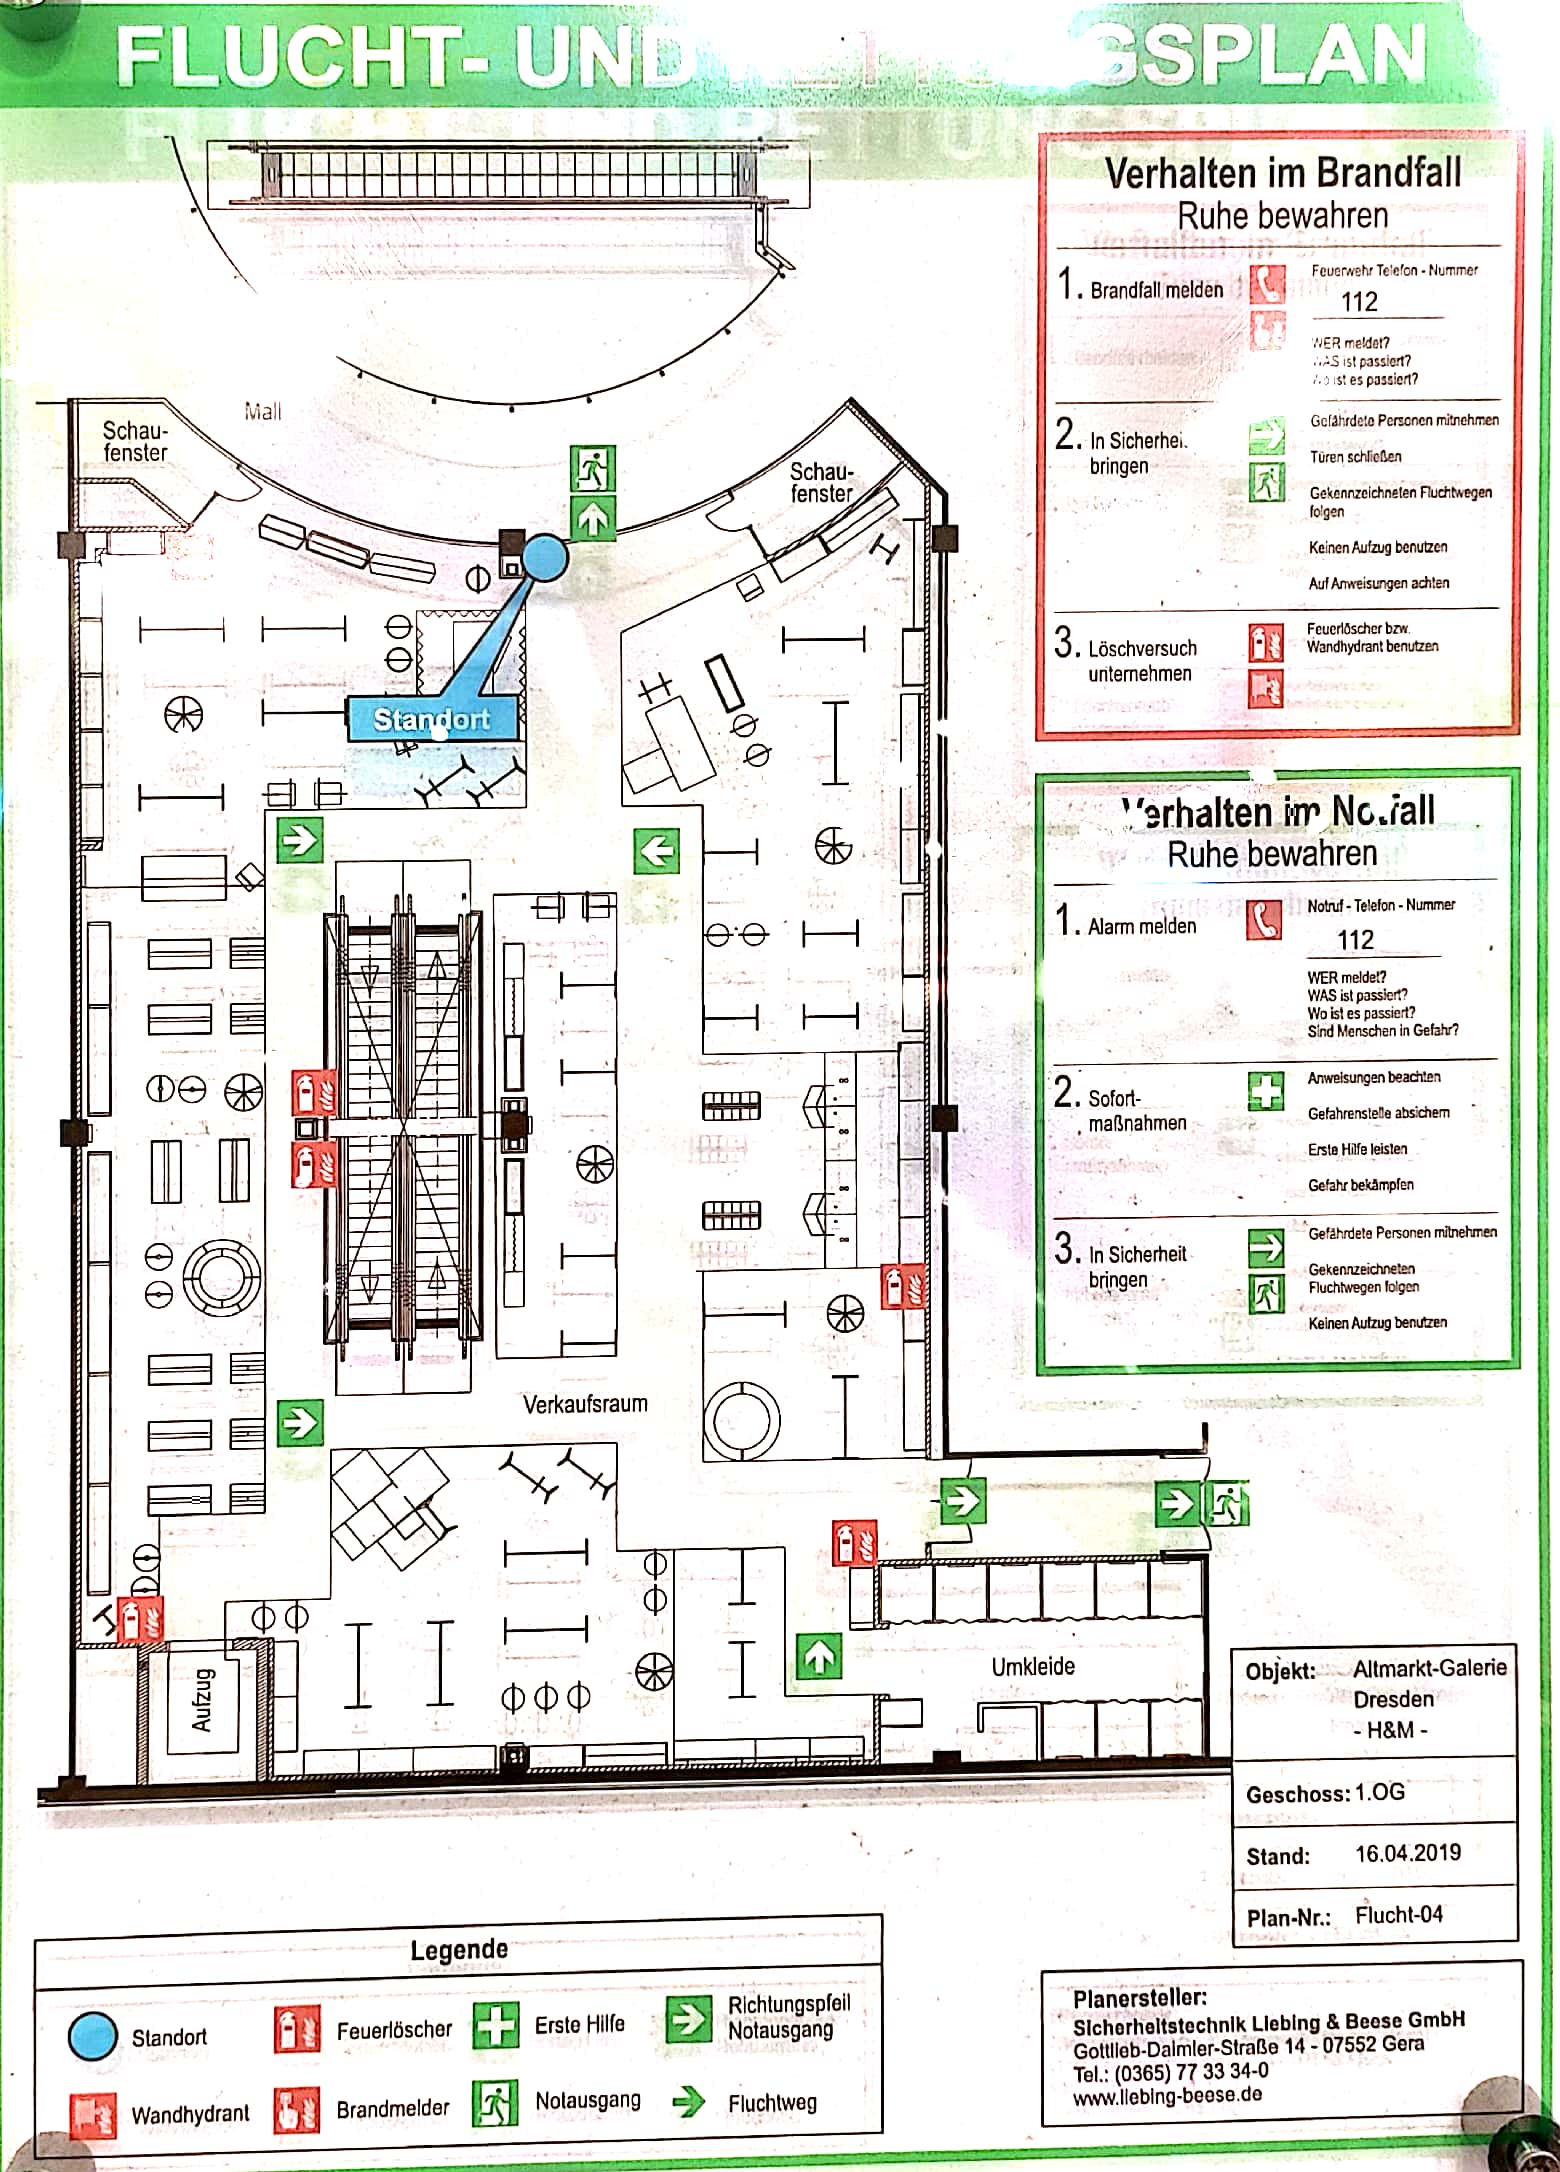 FLUCHT- UND RETTUNGSPLAN
Verhalten im Brandfall
Ruhe bewahren
1. Brandfall melden
Feuerwehr Telefon - Nummer
112
WER meldet?
WAS ist passiert?
Wo ist es passiert?
2. In Sicherheit
bringen
Gefährdete Personen mitnehmen
Türen schließen
Gekennzeichneten Fluchtwegen
folgen
Keinen Aufzug benutzen
Auf Anweisungen achten
3. Löschversuch
unternehmen
Feuerlöscher bzw.
Wandhydrant benutzen
Verhalten im Notfall
Ruhe bewahren
1. Alarm melden
Notruf - Telefon - Nummer
112
WER meldet?
WAS ist passiert?
Wo ist es passiert?
Sind Menschen in Gefahr?
2. Sofort-
maßnahmen
Anweisungen beachten
Gefahrenstelle absichern
Erste Hilfe leisten
Gefahr bekämpfen
3. In Sicherheit
bringen
Gefährdete Personen mitnehmen
Gekennzeichneten
Fluchtwegen folgen
Keinen Aufzug benutzen
Mall
Schau-
fenster
Schau-
fenster
Standort
Verkaufsraum
Umkleide
Aufzug
Objekt: Altmarkt-Galerie
Dresden
- H&M -
Geschoss: 1.OG
Stand: 16.04.2019
Plan-Nr.: Flucht-04
Legende
Standort
Feuerlöscher
Erste Hilfe
Richtungspfeil
Notausgang
Wandhydrant
Brandmelder
Notausgang
Fluchtweg
Planersteller:
Sicherheitstechnik Liebing & Beese GmbH
Gottlieb-Daimler-Straße 14 - 07552 Gera
Tel.: (0365) 77 33 34-0
www.liebing-beese.de